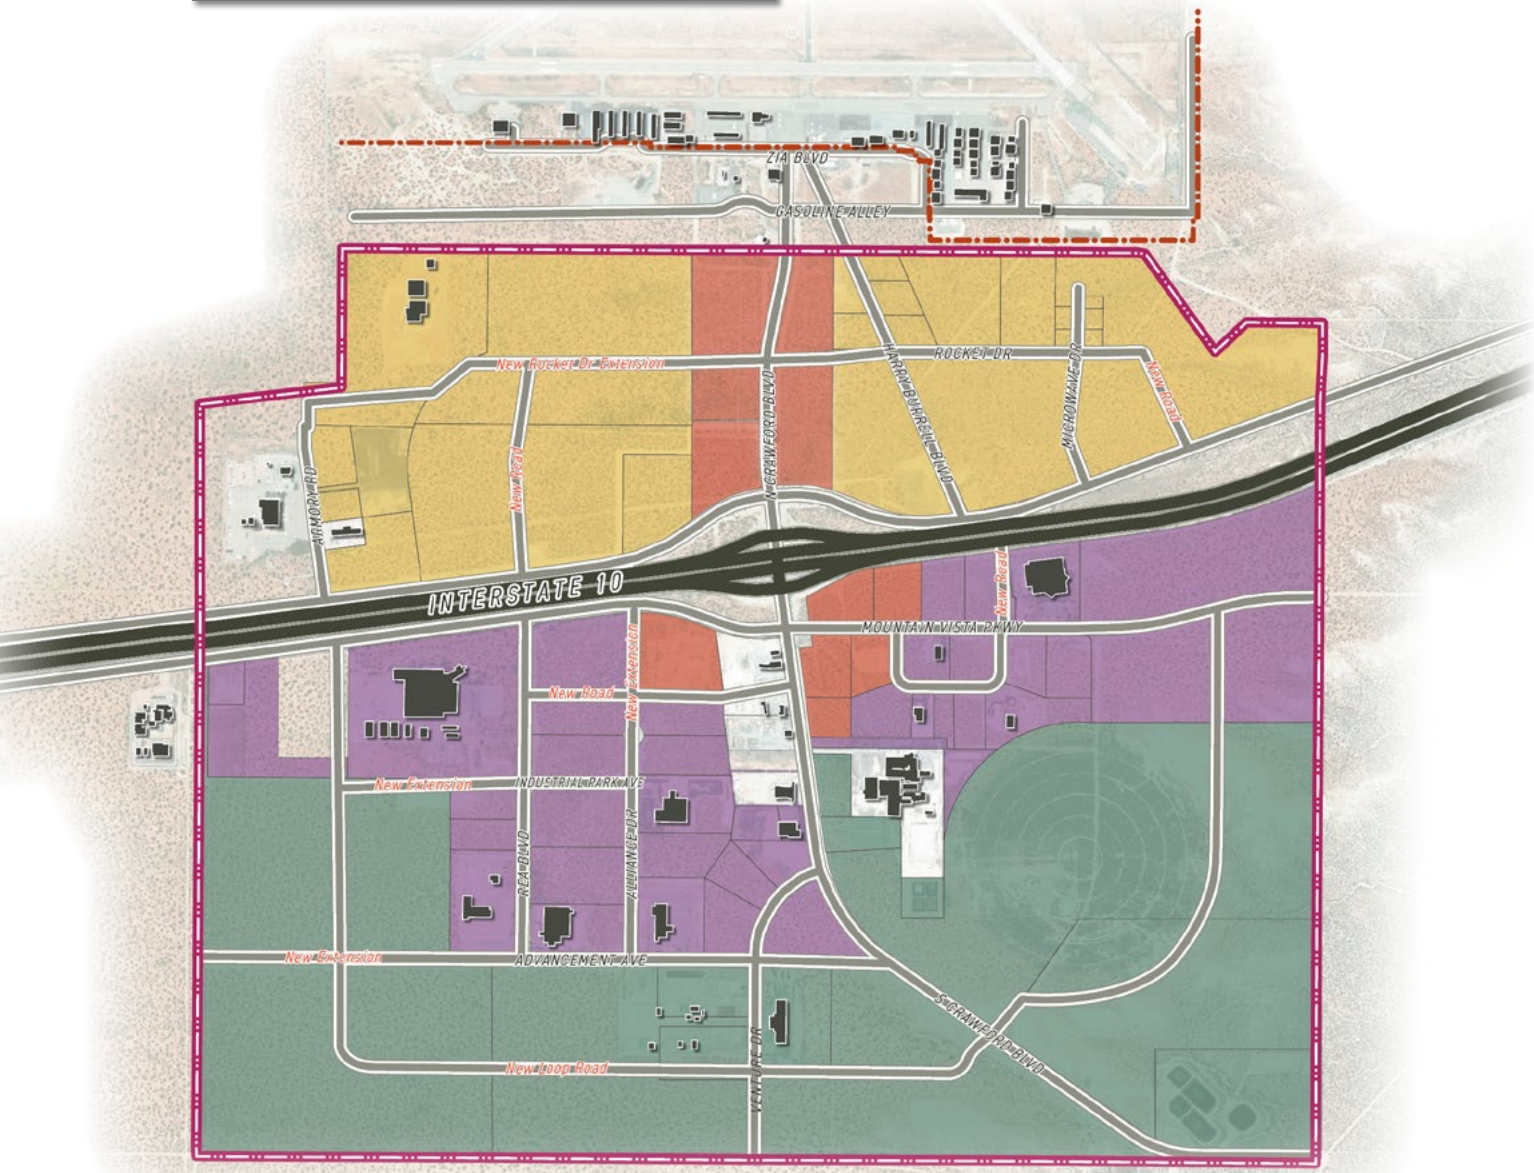 ZIA BLVD
GASOLINE ALLEY
New Rocket Dr Extension
ROCKET DR
HARRY BURRELL BLVD
MICROWAVE DR
New Road
N CRAWFORD BLVD
New Road
ARMORY RD
INTERSTATE 10
New Road
MOUNTAIN VISTA PKWY
New Extension
New Road
New Extension
INDUSTRIAL PARK AVE
REA BLVD
ALLIANCE DR
New Extension
ADVANCEMENT AVE
S CRAWFORD BLVD
VENTURE DR
New Loop Road